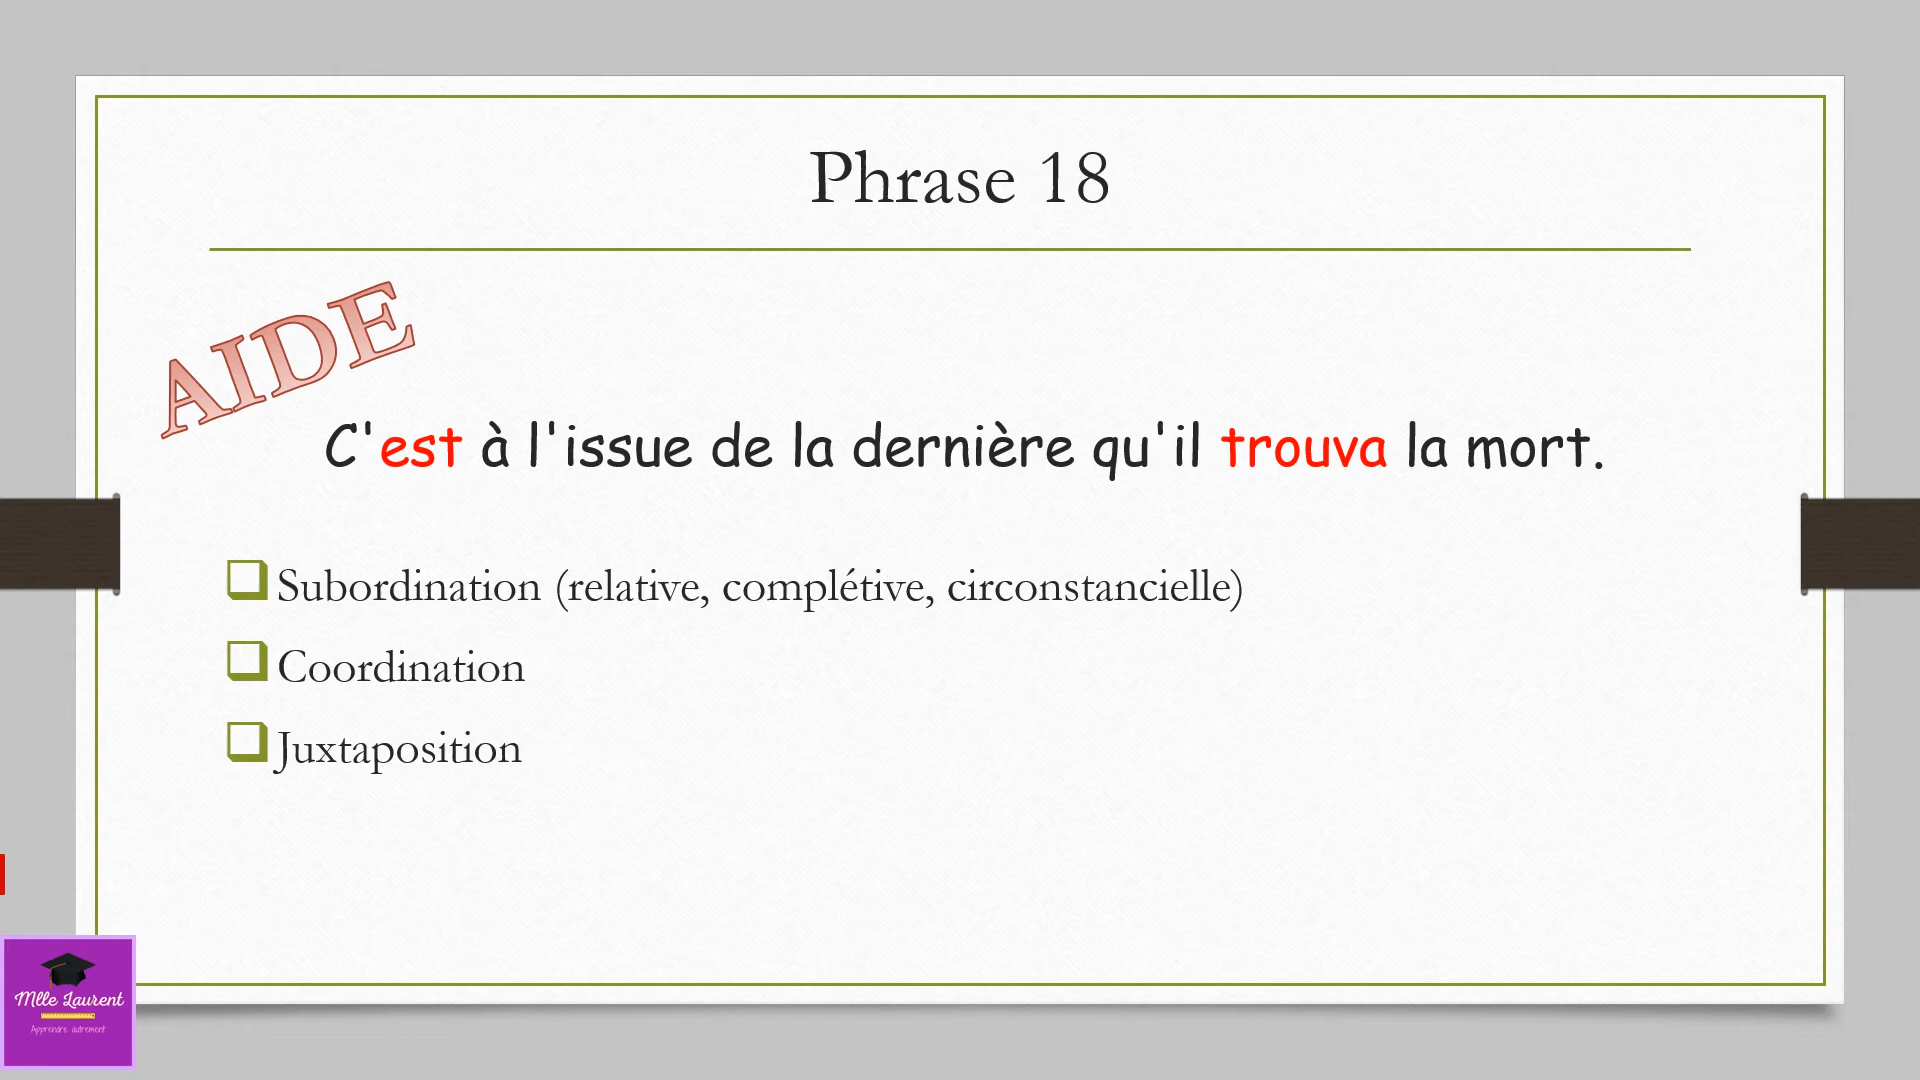 Phrase 18
AIDE
C'est à l'issue de la dernière qu'il trouva la mort.
Subordination (relative, complétive, circonstancielle)
Coordination
Juxtaposition
Mlle Laurent
Apprendre autrement